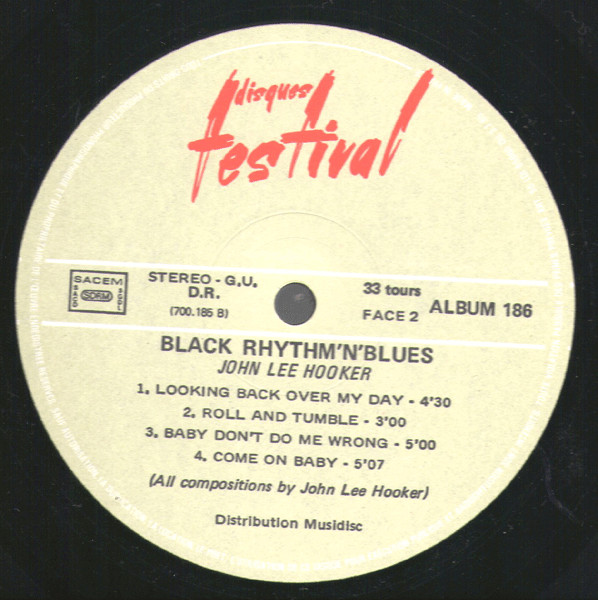 disques
festival
SACEM
SACD
SDRM
SGDL
STEREO - G.U.
D.R.
(700.185 B)
33 tours
FACE 2
ALBUM 186
BLACK RHYTHM'N'BLUES
JOHN LEE HOOKER
1. LOOKING BACK OVER MY DAY - 4'30
2. ROLL AND TUMBLE - 3'00
3. BABY DON'T DO ME WRONG - 5'00
4. COME ON BABY - 5'07
(All compositions by John Lee Hooker)
Distribution Musidisc